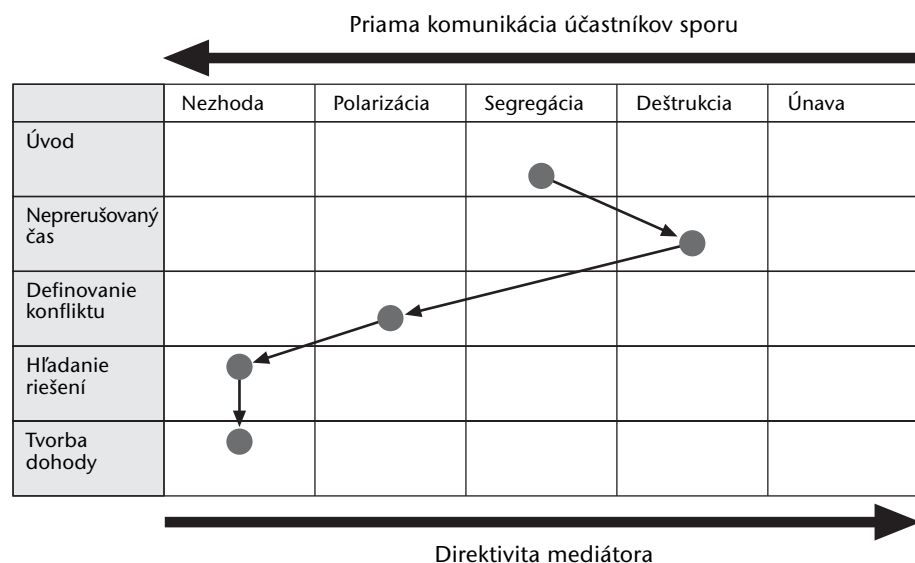 Priama komunikácia účastníkov sporu
Nezhoda Polarizácia Segregácia Deštrukcia Únava
Úvod
Neprerušovaný
čas
Definovanie
konfliktu
Hľadanie
riešení
Tvorba
dohody
Direktivita mediátora